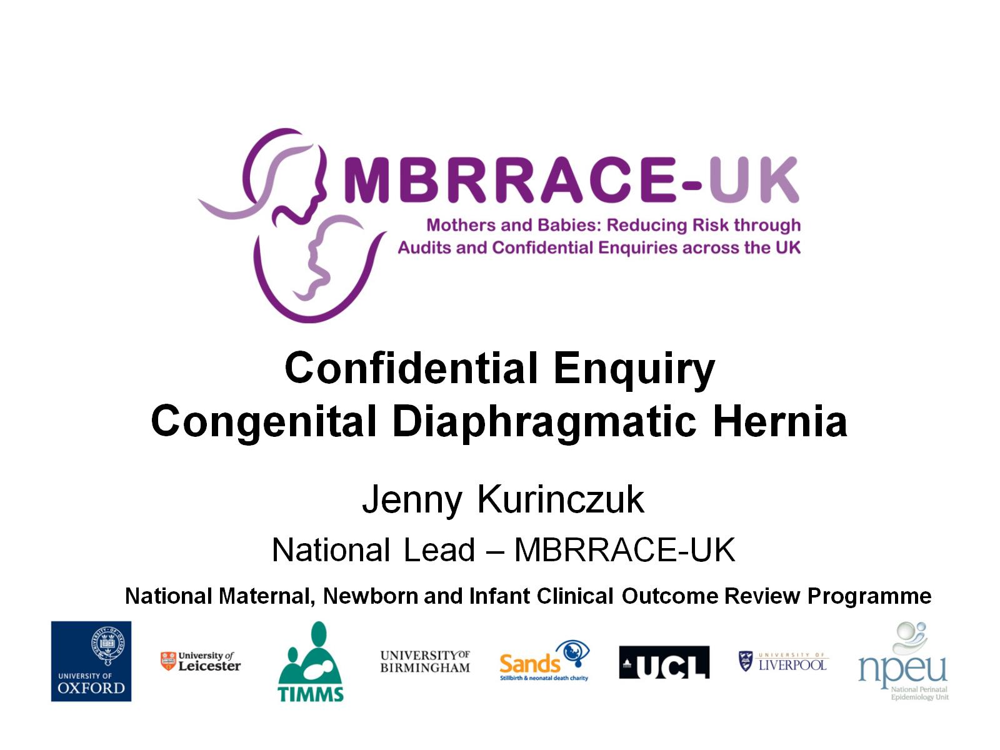 MBRRACE-UK
Mothers and Babies: Reducing Risk through
Audits and Confidential Enquiries across the UK
Confidential Enquiry
Congenital Diaphragmatic Hernia
Jenny Kurinczuk
National Lead – MBRRACE-UK
National Maternal, Newborn and Infant Clinical Outcome Review Programme
UNIVERSITY OF
OXFORD
University of
Leicester
TIMMS
UNIVERSITYOF
BIRMINGHAM
Sands
Stillbirth & neonatal death charity
UCL
UNIVERSITY OF
LIVERPOOL
npeu
National Perinatal
Epidemiology Unit